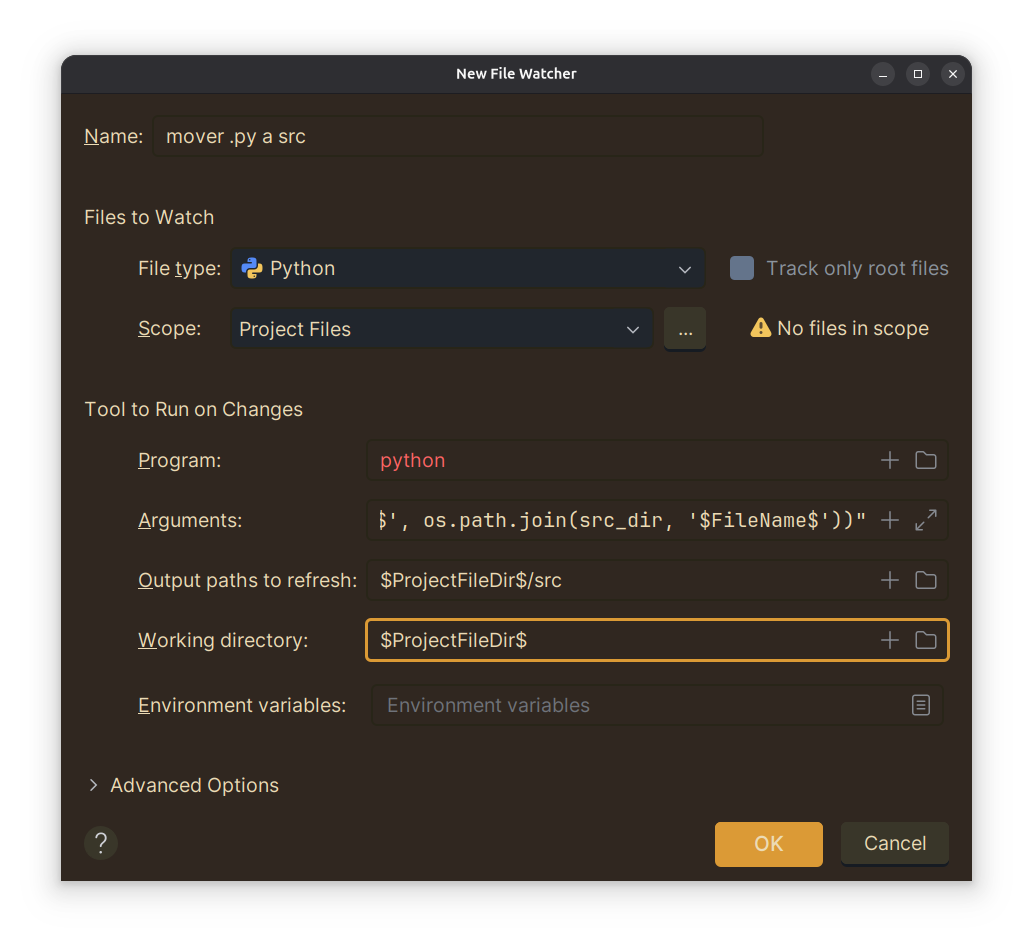 New File Watcher
Name: mover .py a src
Files to Watch
File type: Python Track only root files
Scope: Project Files ... No files in scope
Tool to Run on Changes
Program: python
Arguments: $', os.path.join(src_dir, '$FileName$'))"
Output paths to refresh: $ProjectFileDir$/src
Working directory: $ProjectFileDir$
Environment variables: Environment variables
Advanced Options
? OK Cancel